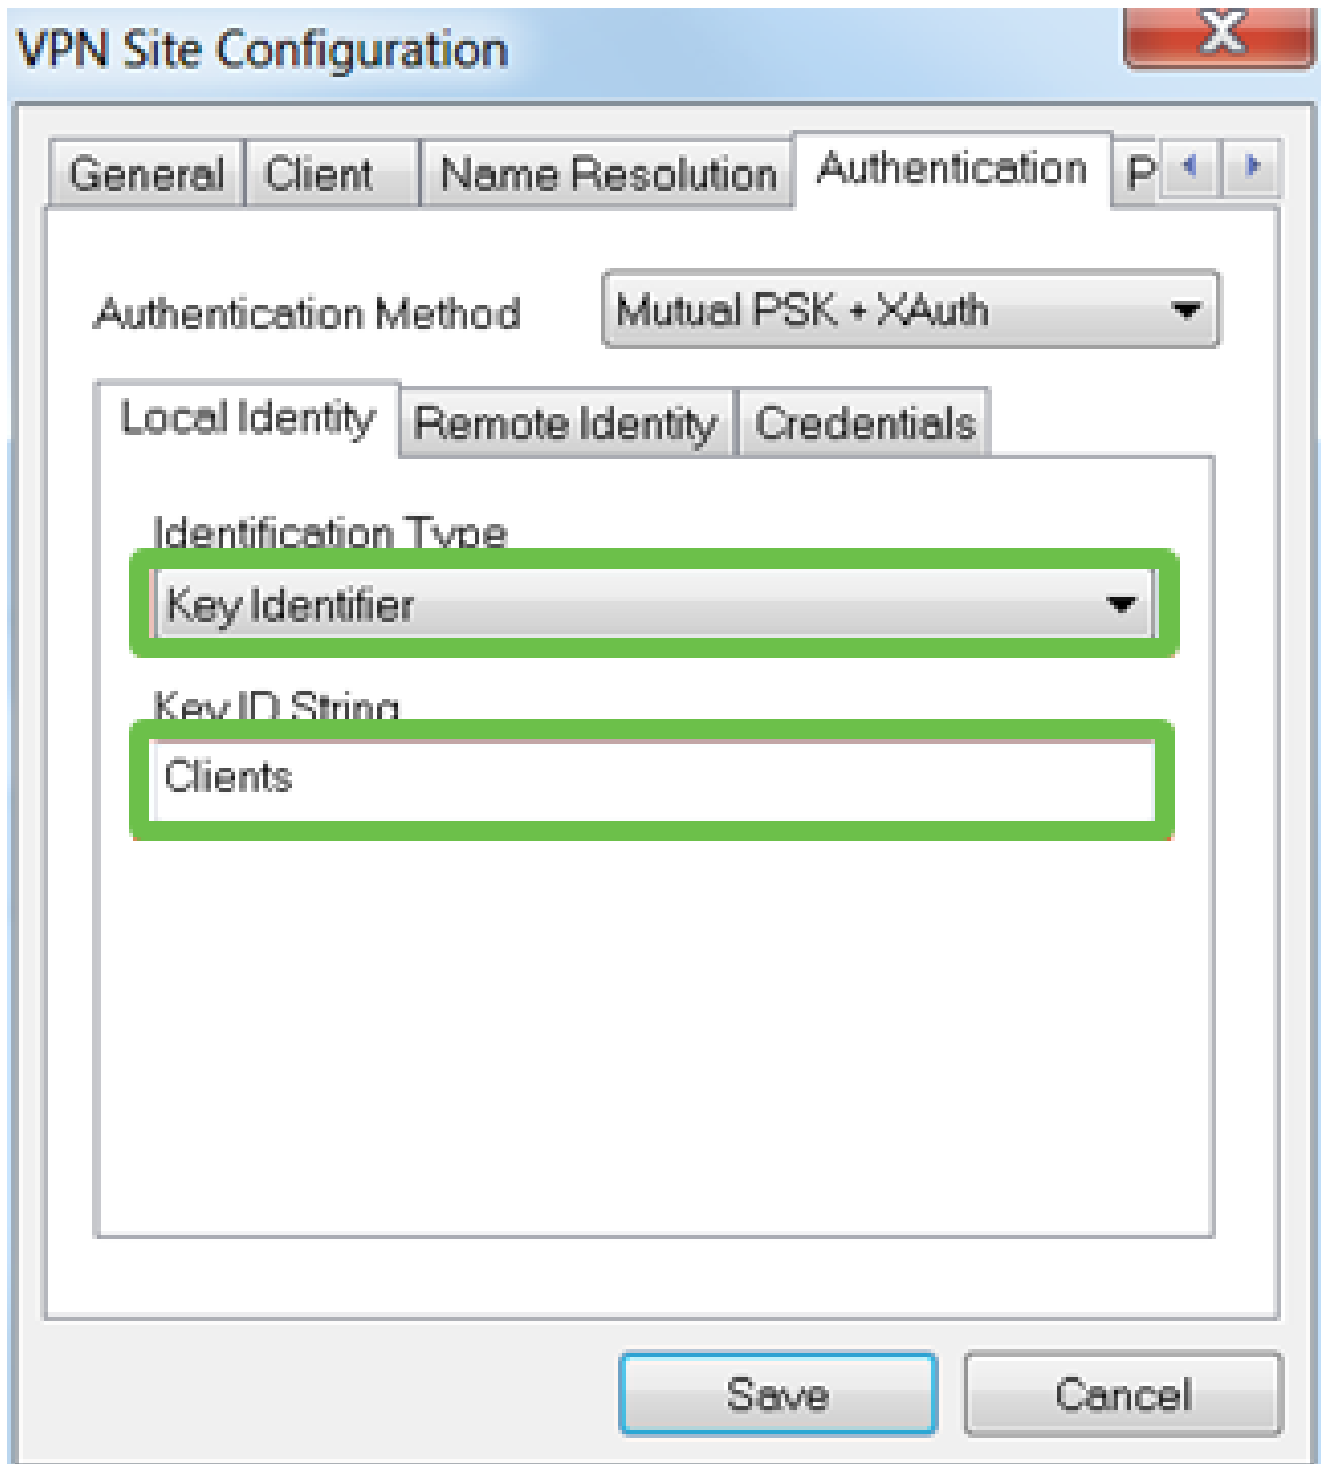 VPN Site Configuration
X
General Client Name Resolution Authentication P
Authentication Method Mutual PSK + XAuth
Local Identity Remote Identity Credentials
Identification Type
Key Identifier
Key ID String
Clients
Save Cancel